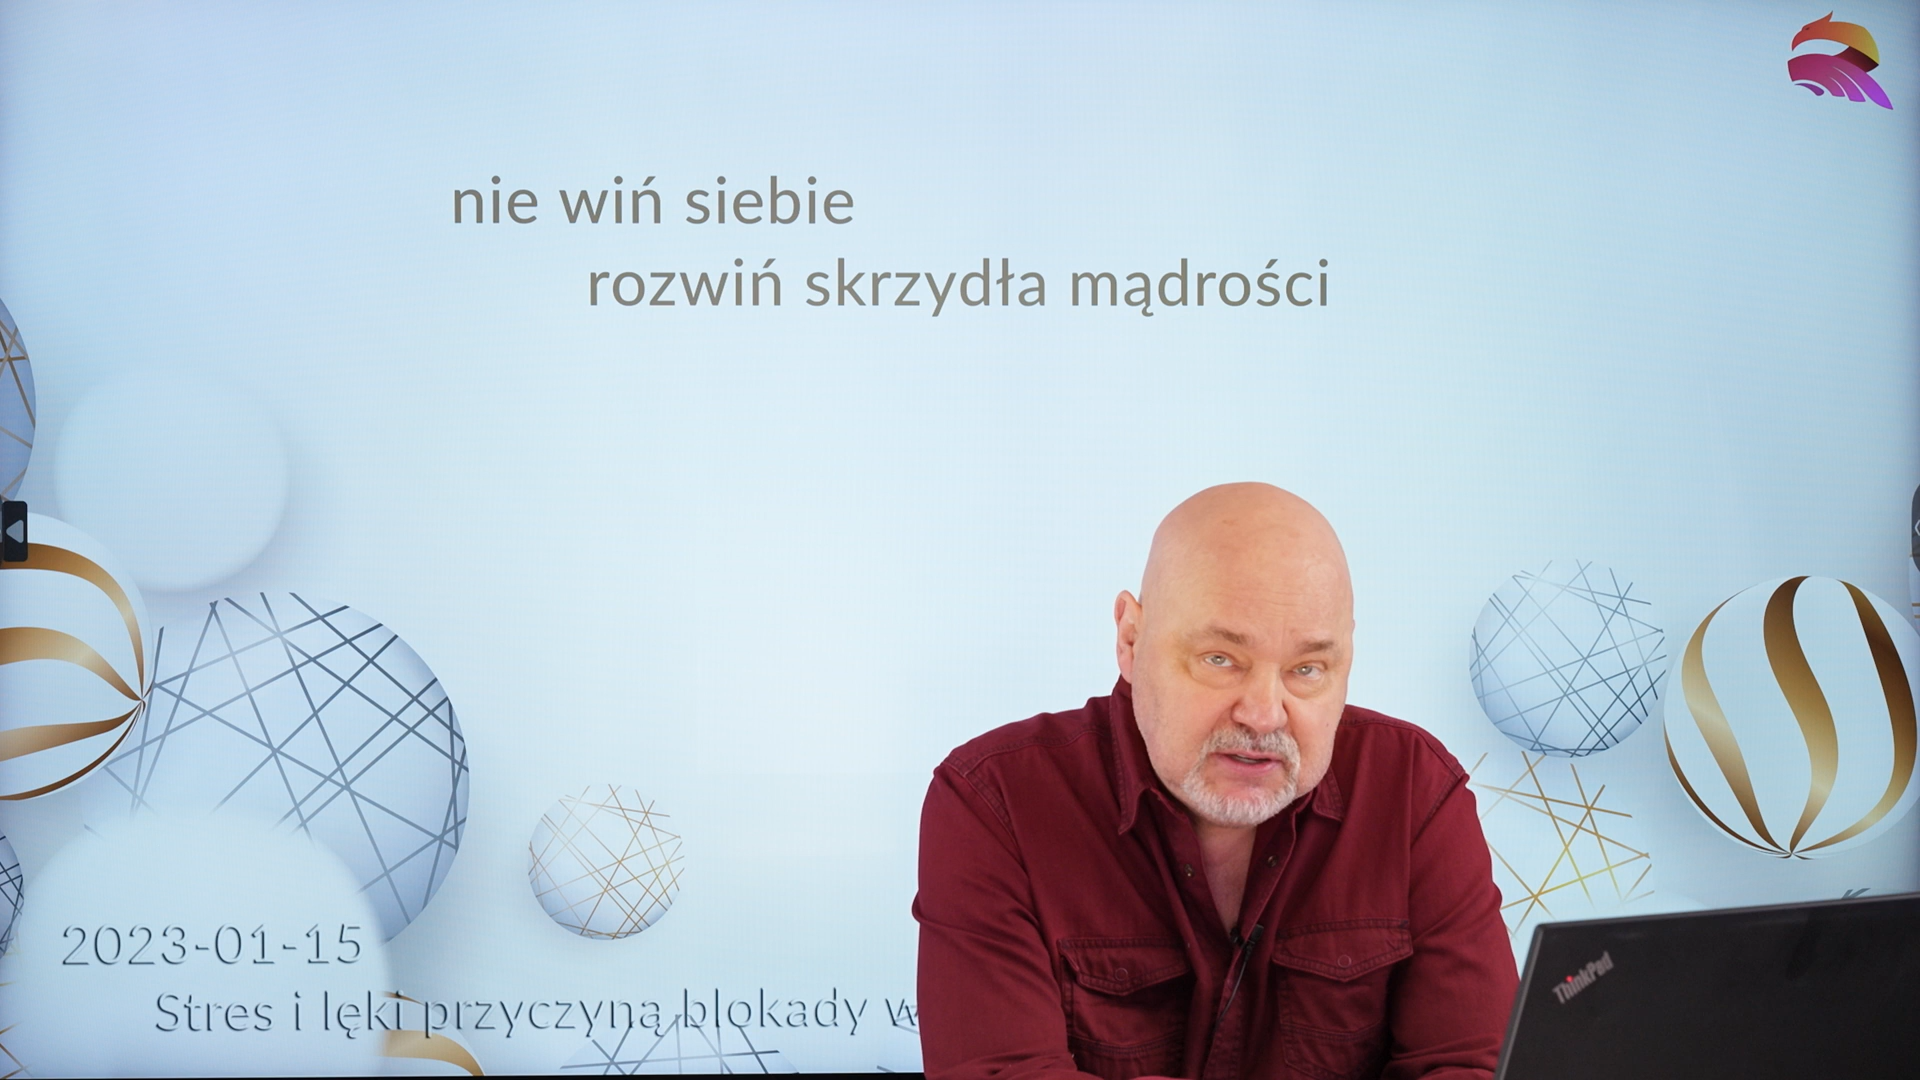 nie wiń siebie
rozwiń skrzydła mądrości
2023-01-15
Stres i lęki przyczyną blokady
ThinkPad